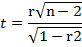 t = r√n − 2 / √1 − r2